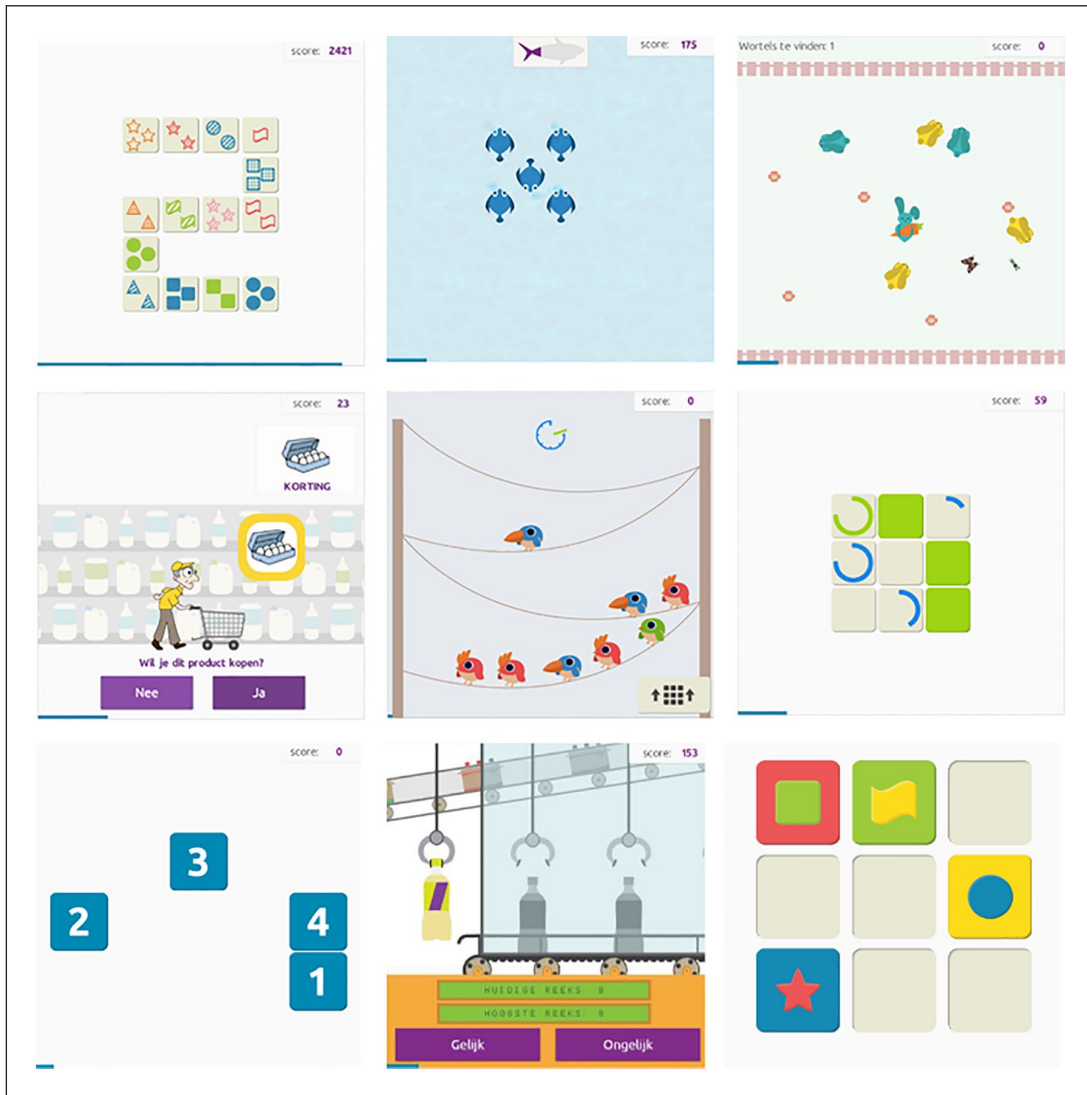 score: 2421
score: 175
Wortels te vinden: 1
score: 0
score: 23
KORTING
Wil je dit product kopen?
Nee
Ja
score: 0
score: 59
score: 0
3
2
4
1
score: 153
HUIDIGE REEKS: 8
HOOGSTE REEKS: 8
Gelijk
Ongelijk